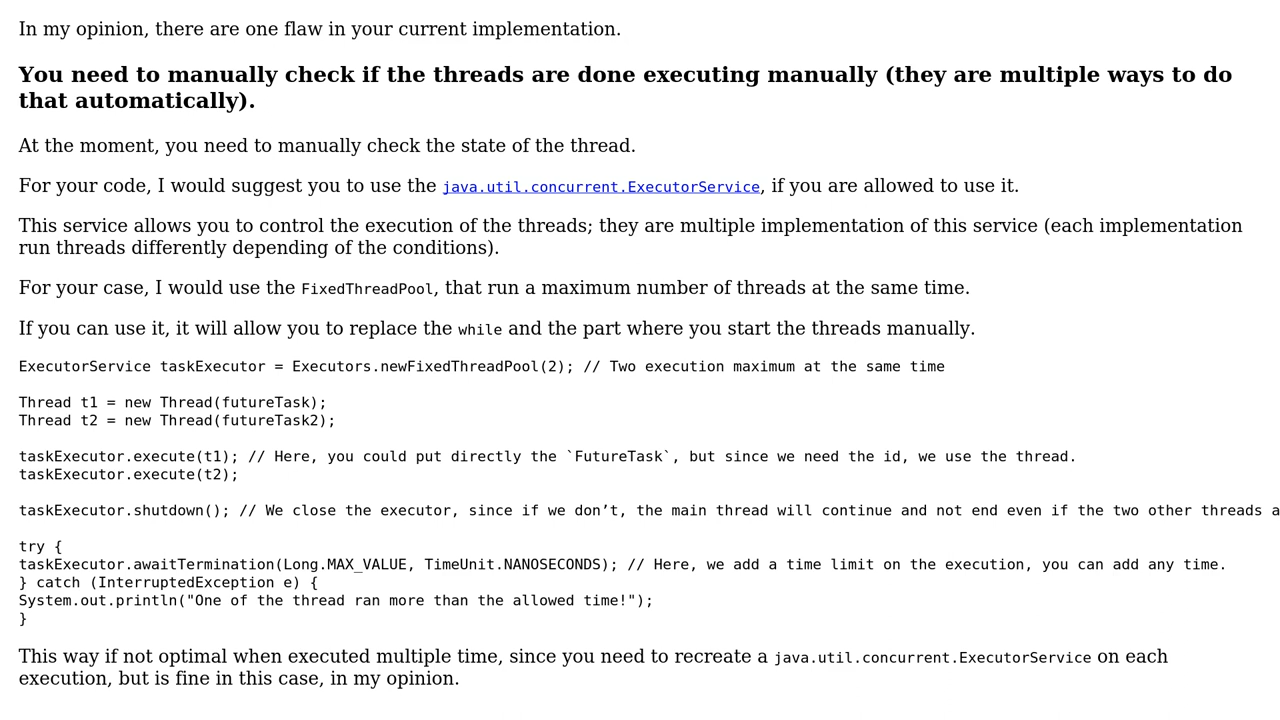 In my opinion, there are one flaw in your current implementation.
You need to manually check if the threads are done executing manually (they are multiple ways to do
that automatically).
At the moment, you need to manually check the state of the thread.
For your code, I would suggest you to use the java.util.concurrent.ExecutorService, if you are allowed to use it.
This service allows you to control the execution of the threads; they are multiple implementation of this service (each implementation
run threads differently depending of the conditions).
For your case, I would use the FixedThreadPool, that run a maximum number of threads at the same time.
If you can use it, it will allow you to replace the while and the part where you start the threads manually.
ExecutorService taskExecutor = Executors.newFixedThreadPool(2); // Two execution maximum at the same time
Thread t1 = new Thread(futureTask);
Thread t2 = new Thread(futureTask2);
taskExecutor.execute(t1); // Here, you could put directly the `FutureTask`, but since we need the id, we use the thread.
taskExecutor.execute(t2);
taskExecutor.shutdown(); // We close the executor, since if we don’t, the main thread will continue and not end even if the two other threads a
try {
taskExecutor.awaitTermination(Long.MAX_VALUE, TimeUnit.NANOSECONDS); // Here, we add a time limit on the execution, you can add any time.
} catch (InterruptedException e) {
System.out.println("One of the thread ran more than the allowed time!");
}
This way if not optimal when executed multiple time, since you need to recreate a java.util.concurrent.ExecutorService on each
execution, but is fine in this case, in my opinion.